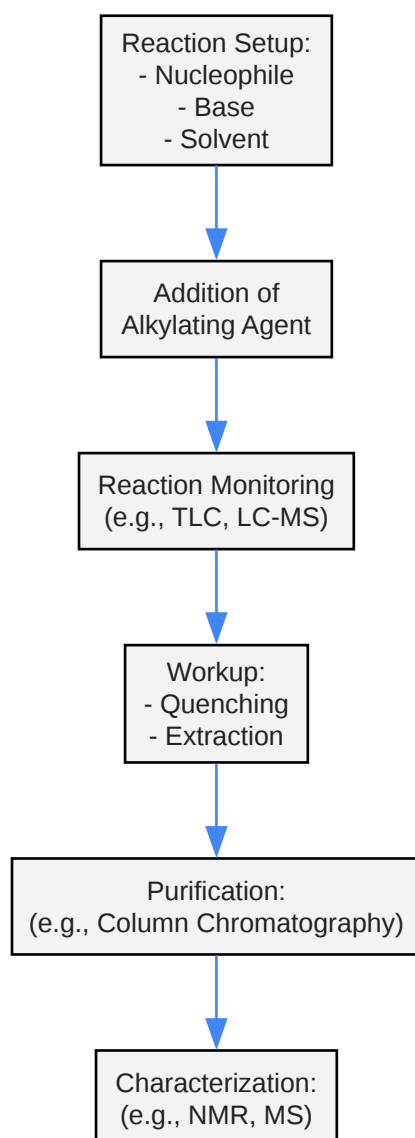 Reaction Setup:
- Nucleophile
- Base
- Solvent
Addition of
Alkylating Agent
Reaction Monitoring
(e.g., TLC, LC-MS)
Workup:
- Quenching
- Extraction
Purification:
(e.g., Column Chromatography)
Characterization:
(e.g., NMR, MS)